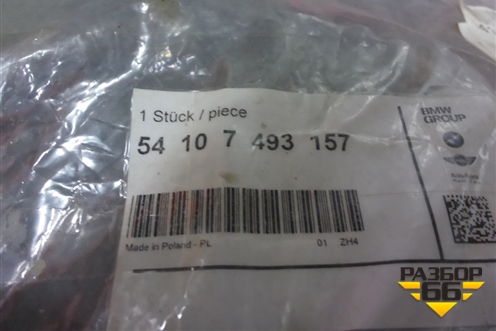 1 Stück / piece
BMW
GROUP
54 10 7 493 157
Made in Poland - PL 01 ZH4
РАЗБОР
66